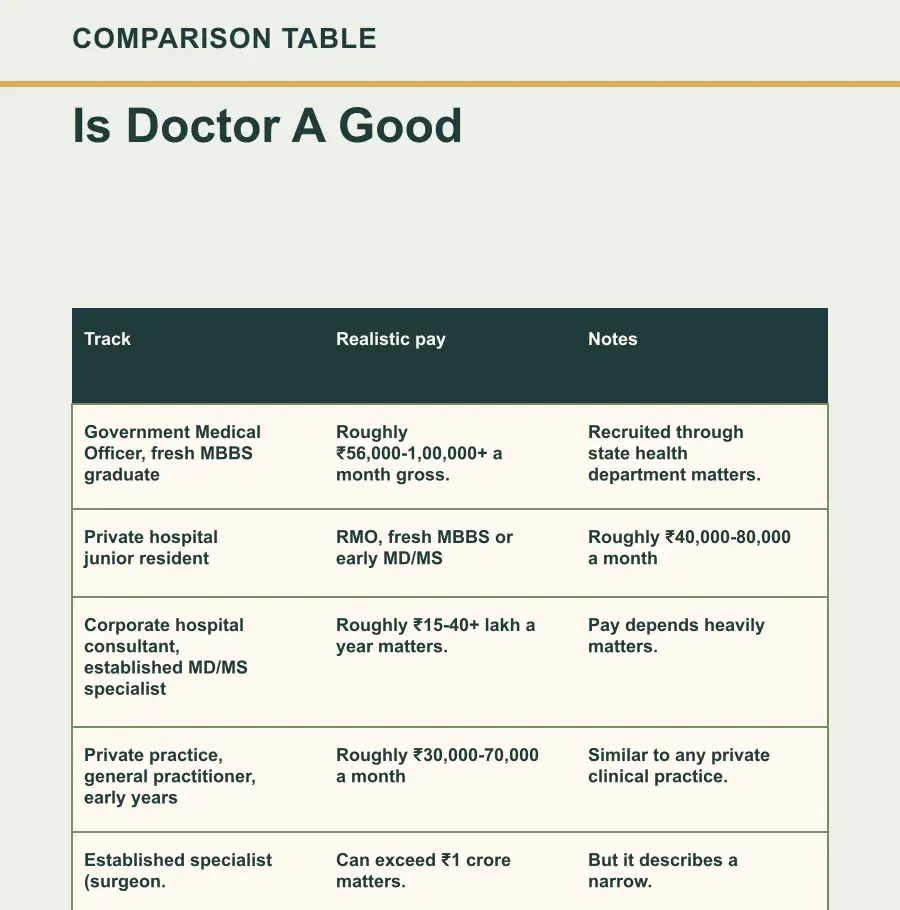 COMPARISON TABLE
Is Doctor A Good
Track
Realistic pay
Notes
Government Medical
Officer, fresh MBBS
graduate
Roughly
₹56,000-1,00,000+ a
month gross.
Recruited through
state health
department matters.
Private hospital
junior resident
RMO, fresh MBBS or
early MD/MS
Roughly ₹40,000-80,000
a month
Corporate hospital
consultant,
established MD/MS
specialist
Roughly ₹15-40+ lakh a
year matters.
Pay depends heavily
matters.
Private practice,
general practitioner,
early years
Roughly ₹30,000-70,000
a month
Similar to any private
clinical practice.
Established specialist
(surgeon.
Can exceed ₹1 crore
matters.
But it describes a
narrow.